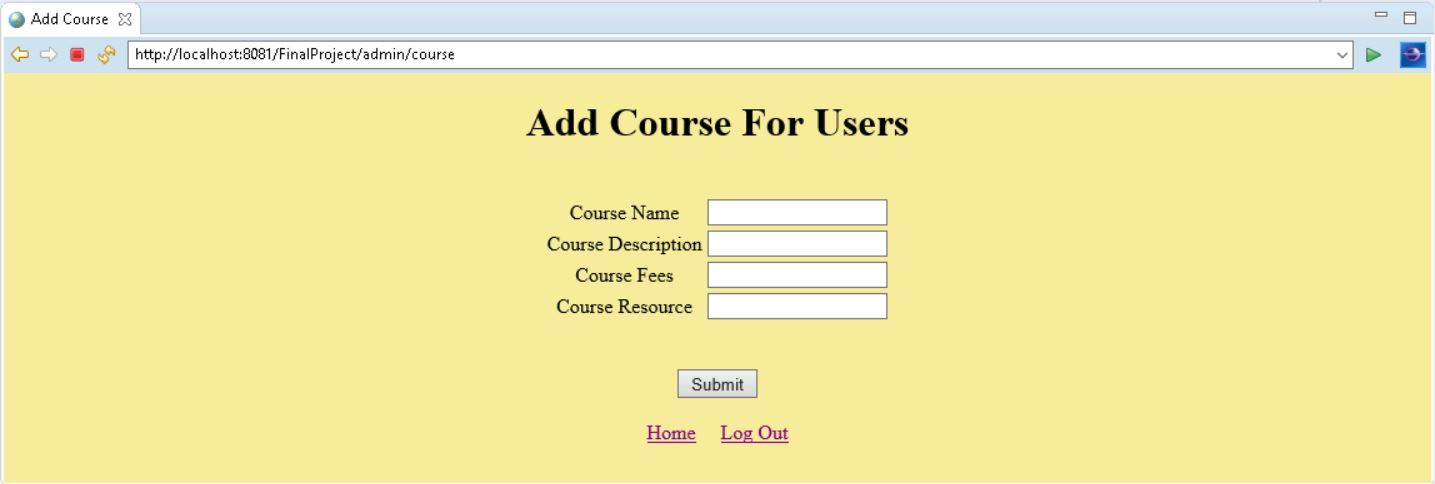 Add Course
http://localhost:8081/FinalProject/admin/course
Add Course For Users
Course Name
Course Description
Course Fees
Course Resource
Submit
Home Log Out